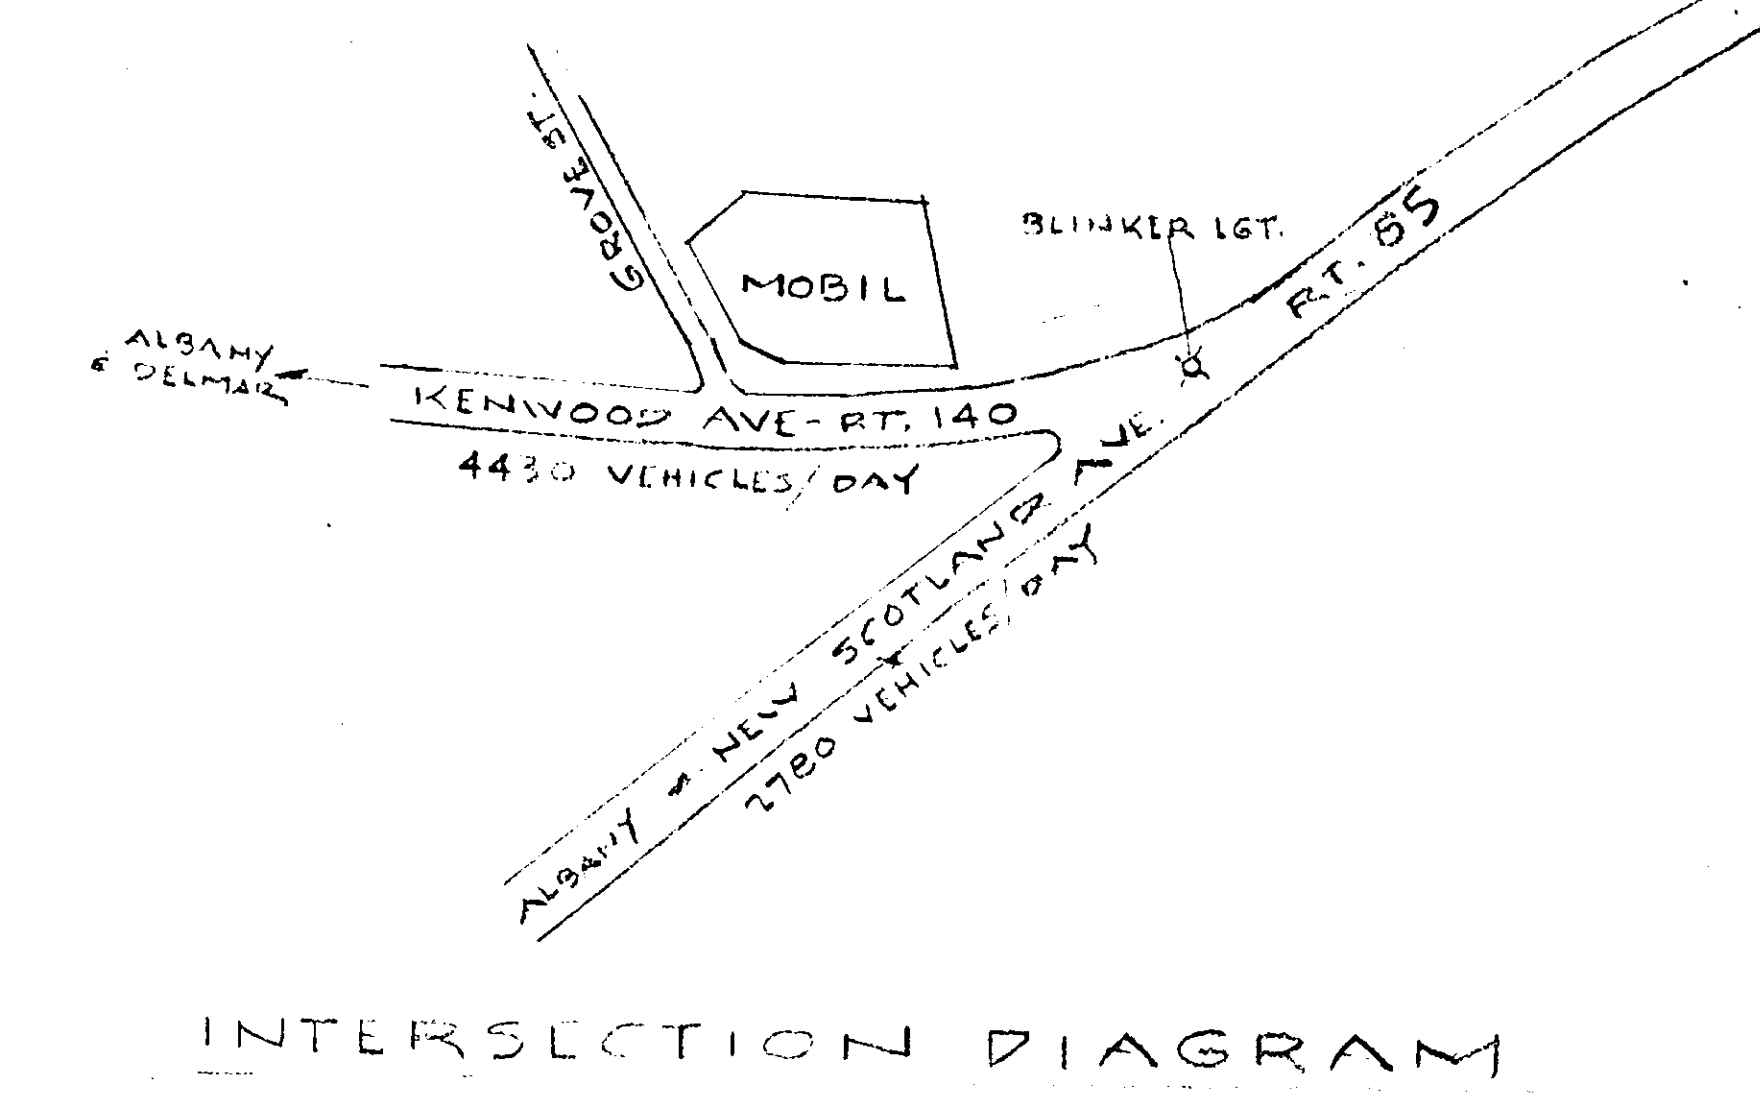 GROVE ST.
BLINKER LGT.
RT. 85
MOBIL
ALBANY
& DELMAR
KENWOOD AVE-RT. 140
4430 VEHICLES/DAY
ALBANY NEW SCOTLAND AVE.
2780 VEHICLES/DAY
INTERSECTION DIAGRAM